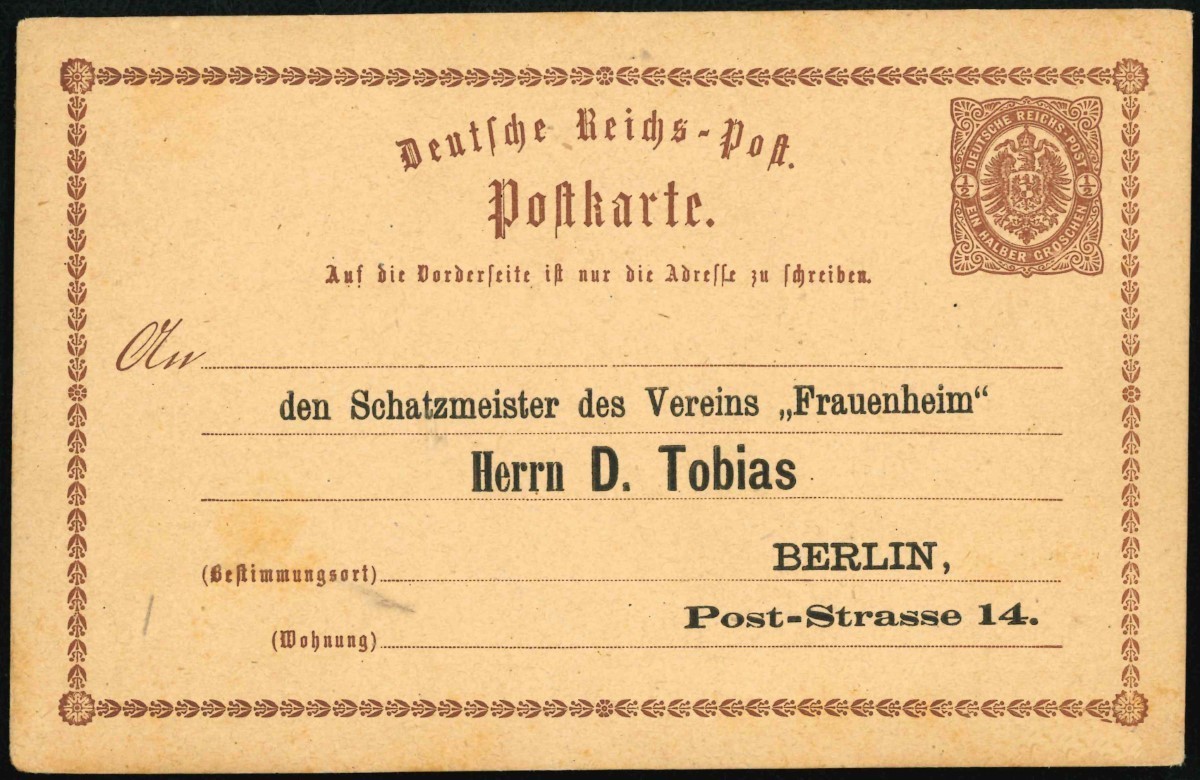 Deutsche Reichs-Post.
Postkarte.
Auf die Vorderseite ist nur die Adresse zu schreiben.
DEUTSCHE REICHS-POST
½ ½
EIN HALBER GROSCHEN
An
den Schatzmeister des Vereins „Frauenheim“
Herrn D. Tobias
BERLIN,
(Bestimmungsort)
Post-Strasse 14.
(Wohnung)